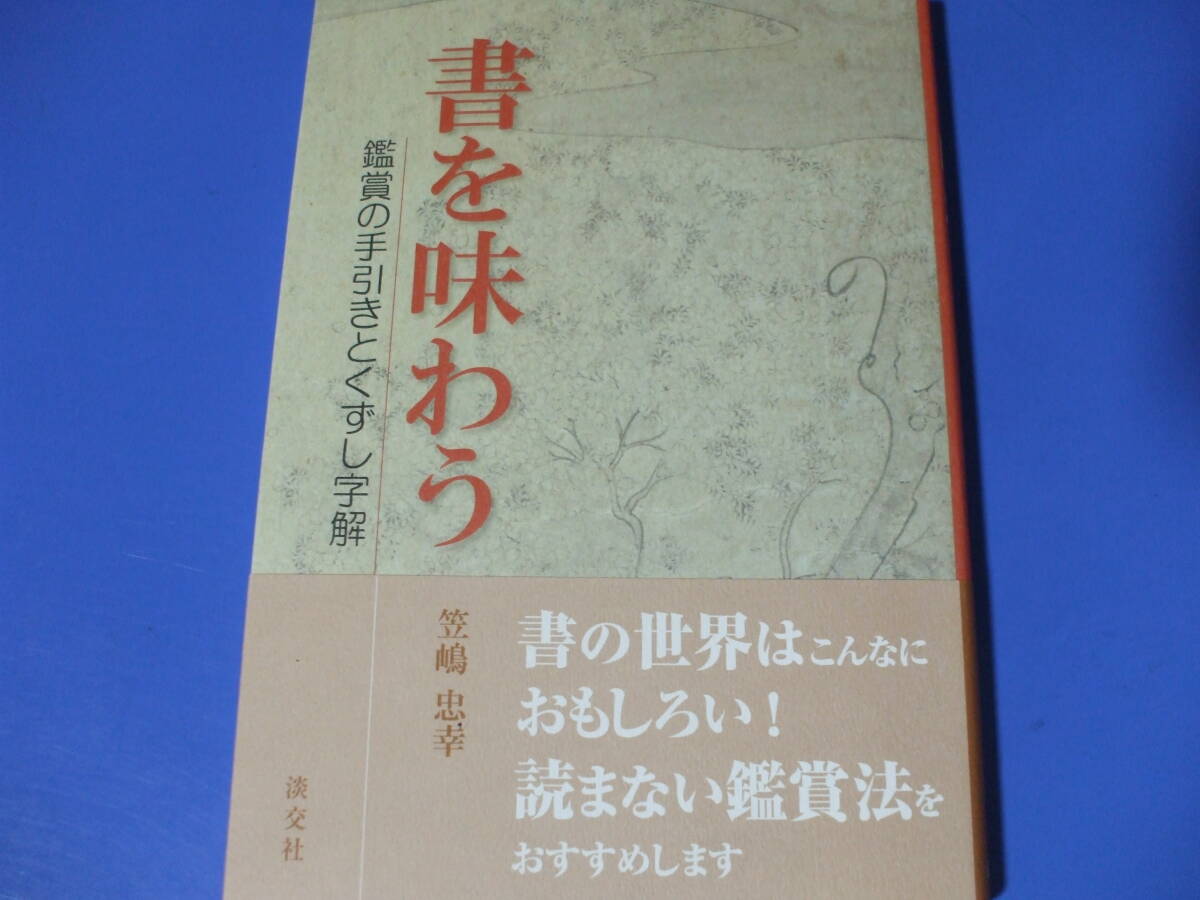 書を味わう
鑑賞の手引きとくずし字解
笠嶋 忠幸
書の世界はこんなに
おもしろい!
読まない鑑賞法を
おすすめします
淡交社